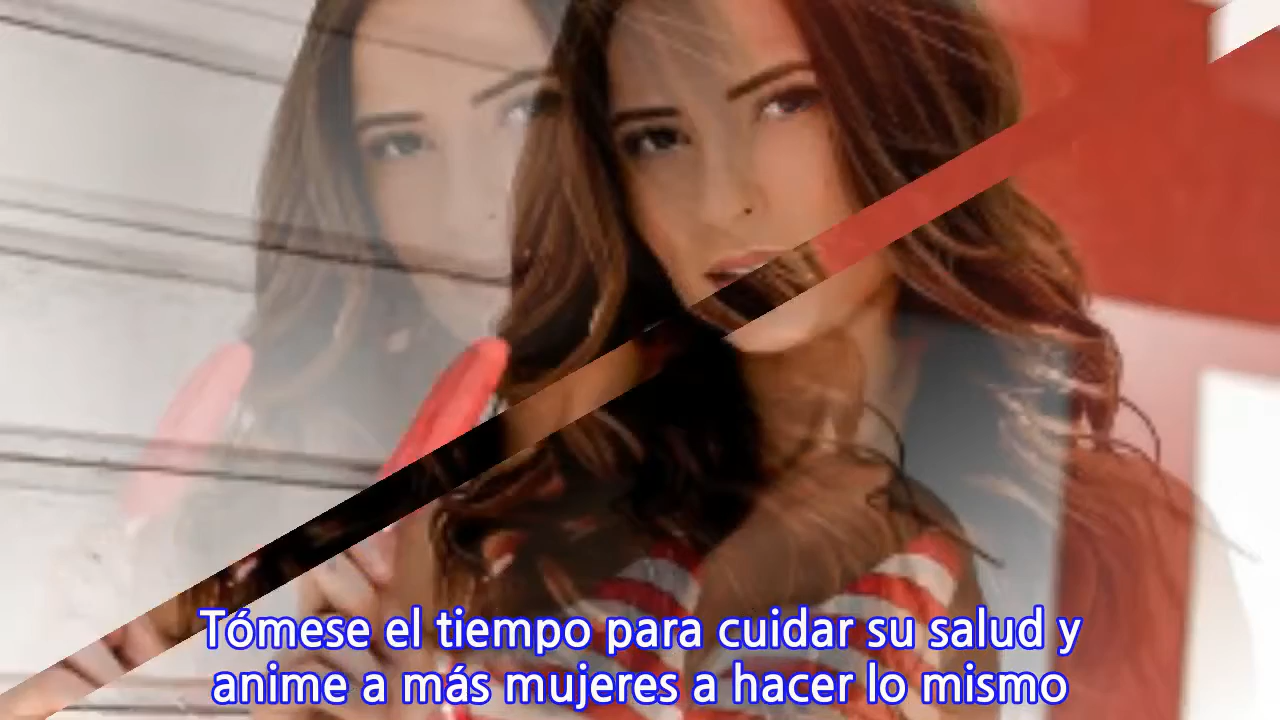 Tómese el tiempo para cuidar su salud y
anime a más mujeres a hacer lo mismo